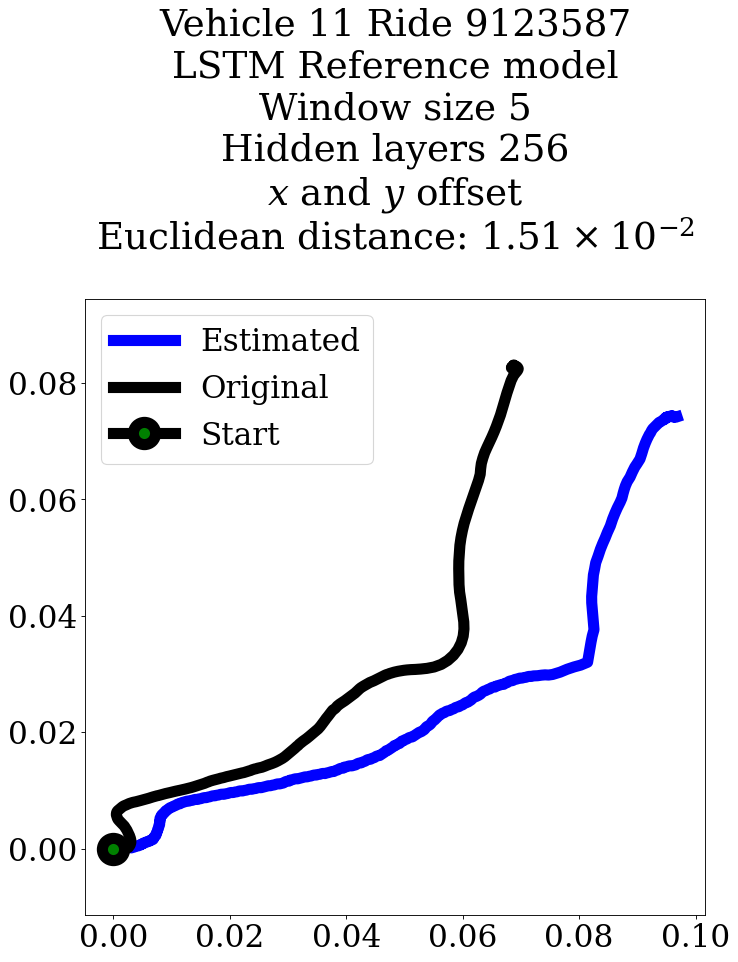 Vehicle 11 Ride 9123587
LSTM Reference model
Window size 5
Hidden layers 256
x and y offset
Euclidean distance: 1.51 × 10⁻²
Estimated
Original
Start
0.08
0.06
0.04
0.02
0.00
0.00 0.02 0.04 0.06 0.08 0.10